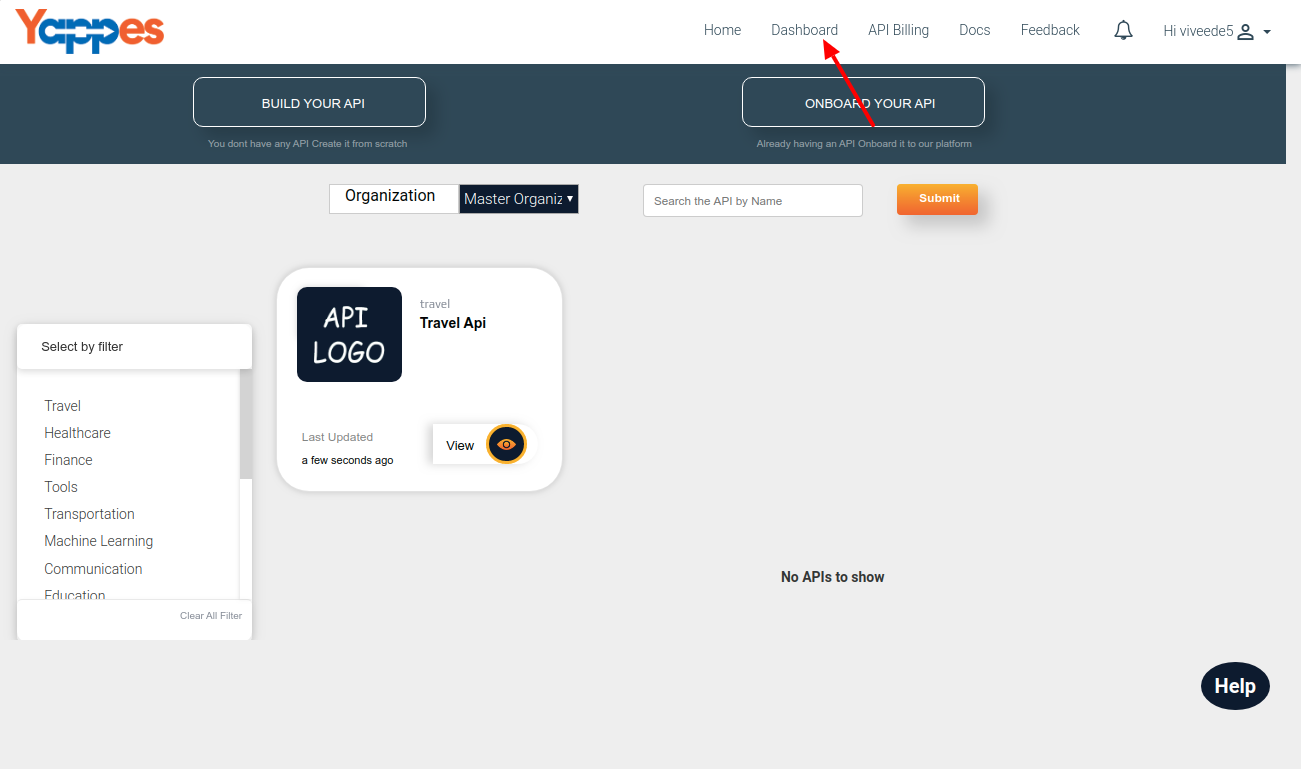 Yappes
Home Dashboard API Billing Docs Feedback Hi viveede5
BUILD YOUR API
You dont have any API Create it from scratch
ONBOARD YOUR API
Already having an API Onboard it to our platform
Organization Master Organiz
Search the API by Name
Submit
Select by filter
Travel
Healthcare
Finance
Tools
Transportation
Machine Learning
Communication
Education
Clear All Filter
API
LOGO
travel
Travel Api
Last Updated
a few seconds ago
View
No APIs to show
Help